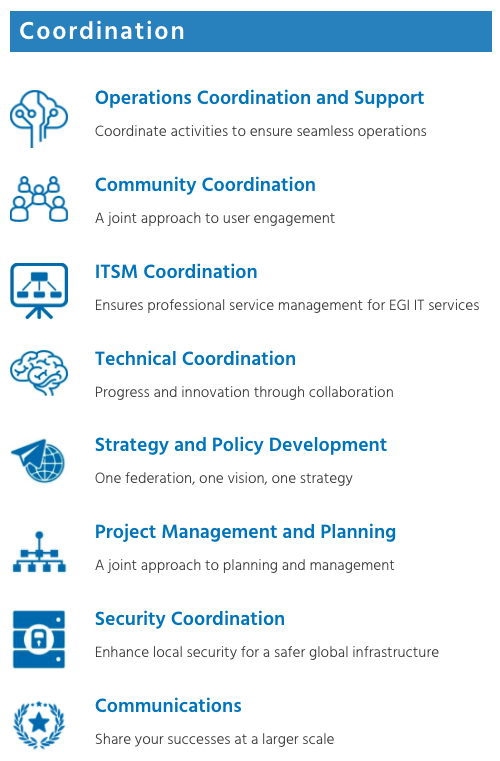 Coordination
Operations Coordination and Support
Coordinate activities to ensure seamless operations
Community Coordination
A joint approach to user engagement
ITSM Coordination
Ensures professional service management for EGI IT services
Technical Coordination
Progress and innovation through collaboration
Strategy and Policy Development
One federation, one vision, one strategy
Project Management and Planning
A joint approach to planning and management
Security Coordination
Enhance local security for a safer global infrastructure
Communications
Share your successes at a larger scale